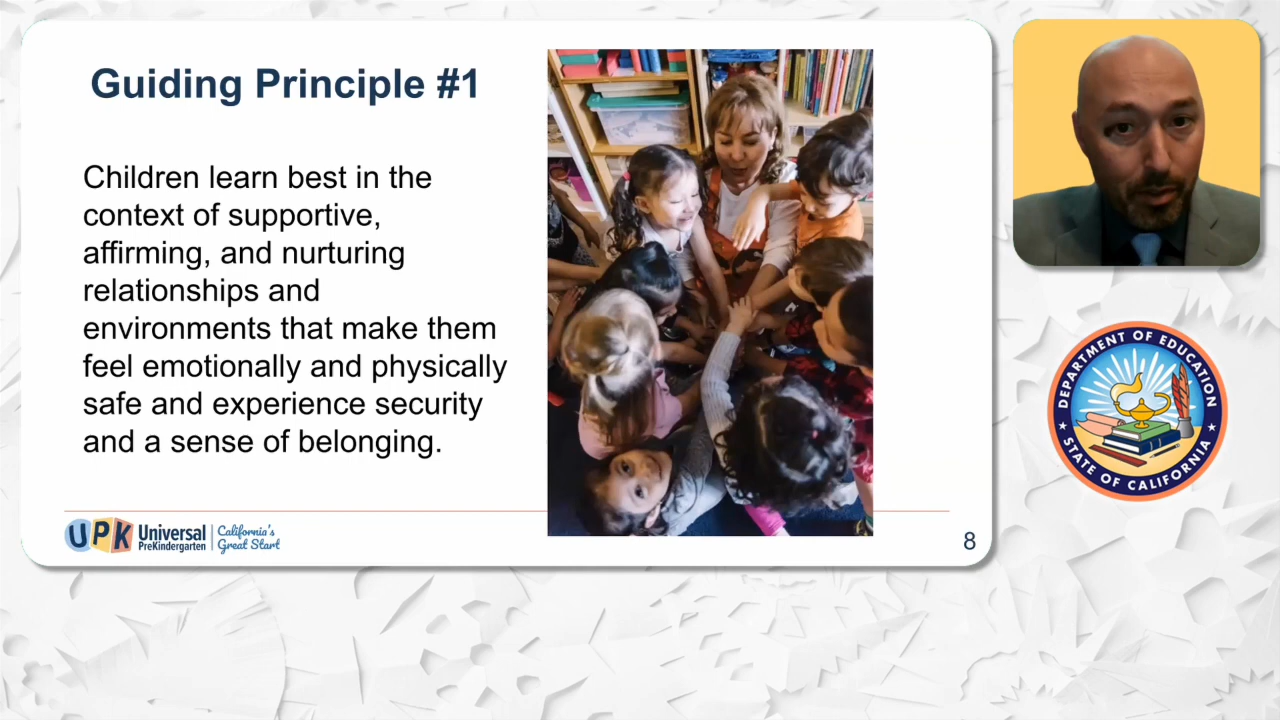 Guiding Principle #1
Children learn best in the
context of supportive,
affirming, and nurturing
relationships and
environments that make them
feel emotionally and physically
safe and experience security
and a sense of belonging.
UPK
Universal
PreKindergarten
California's
Great Start
8
DEPARTMENT OF EDUCATION
STATE OF CALIFORNIA